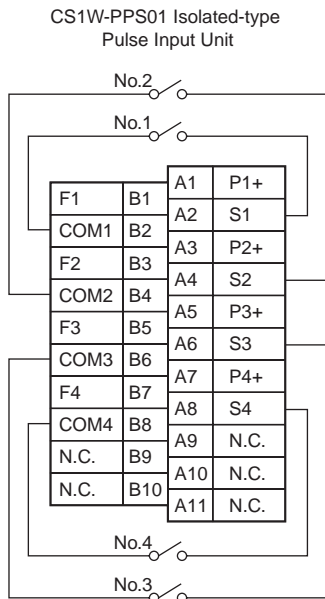 CS1W-PPS01 Isolated-type
Pulse Input Unit
No.2
No.1
A1 P1+
F1 B1
A2 S1
COM1 B2
A3 P2+
F2 B3
A4 S2
COM2 B4
A5 P3+
F3 B5
A6 S3
COM3 B6
A7 P4+
F4 B7
A8 S4
COM4 B8
A9 N.C.
N.C. B9
A10 N.C.
N.C. B10
A11 N.C.
No.4
No.3